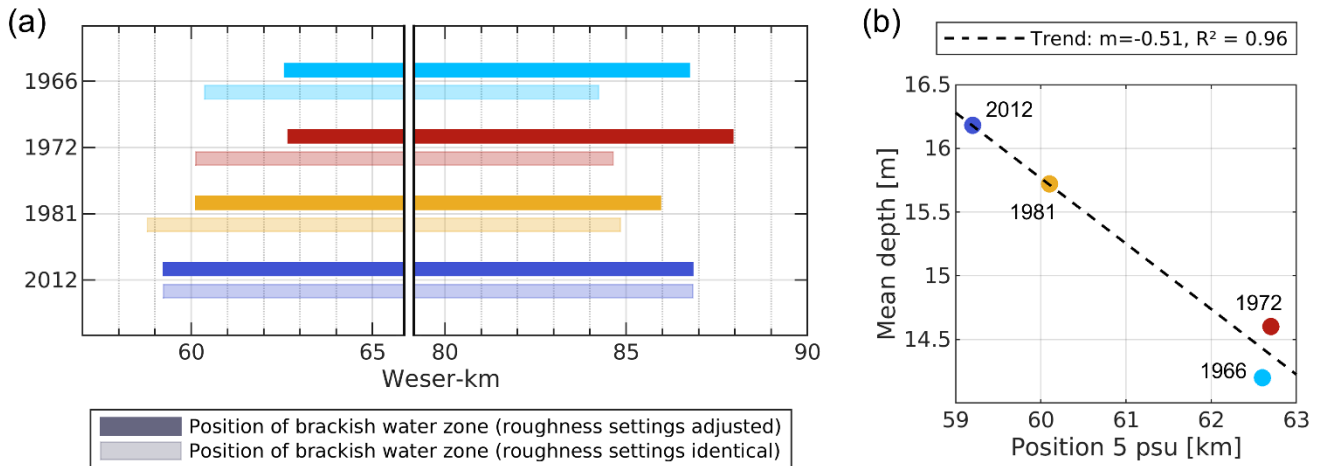 (a)
1966
1972
1981
2012
60
65
80
85
90
Weser-km
Position of brackish water zone (roughness settings adjusted)
Position of brackish water zone (roughness settings identical)
(b)
Trend: m=-0.51, R² = 0.96
16.5
16
15.5
15
14.5
Mean depth [m]
2012
1981
1972
1966
59
60
61
62
63
Position 5 psu [km]